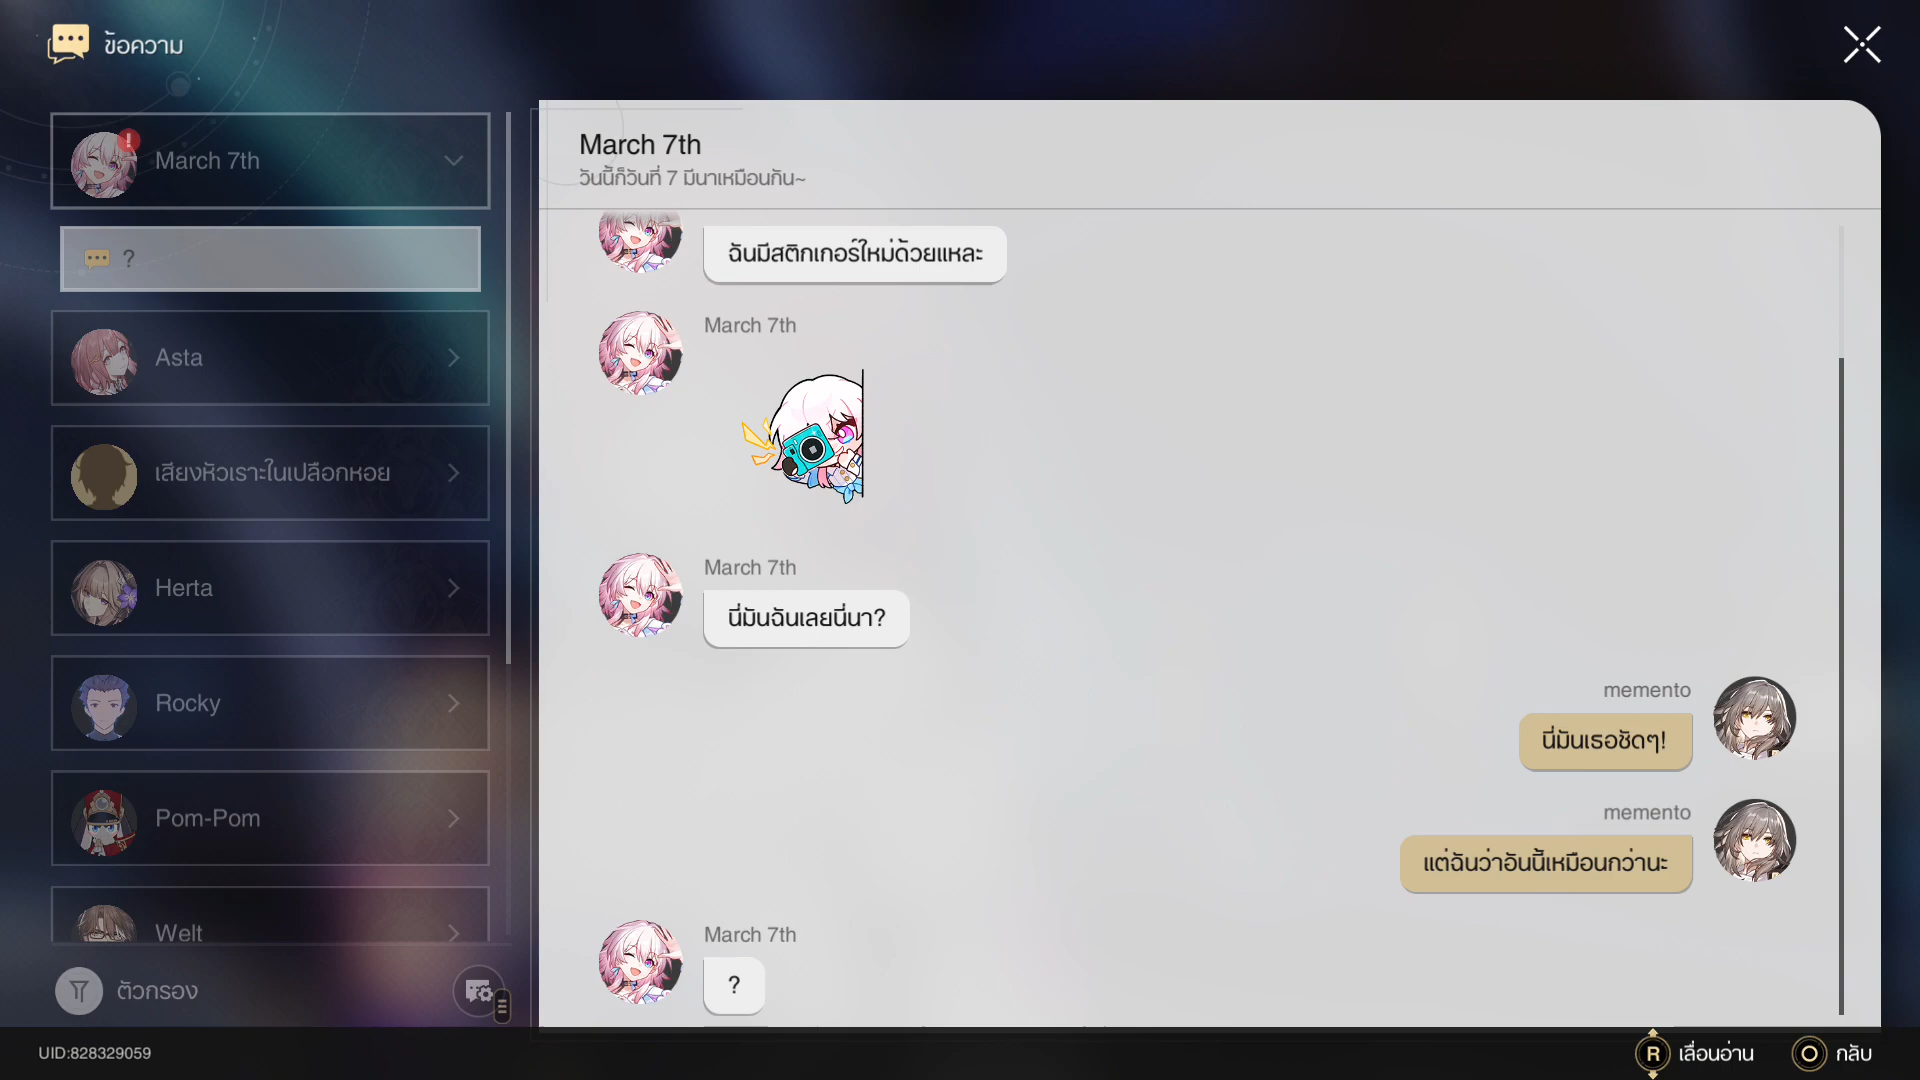 ข้อความ
March 7th
?
Asta
เสียงหัวเราะในเปลือกหอย
Herta
Rocky
Pom-Pom
Welt
ตัวกรอง
March 7th
วันนี้ก็วันที่ 7 มีนาเหมือนกัน~
ฉันมีสติกเกอร์ใหม่ด้วยแหละ
March 7th
March 7th
นี่มันฉันเลยนี่นา?
memento
นี่มันเธอชัดๆ!
memento
แต่ฉันว่าอันนี้เหมือนกว่านะ
March 7th
?
UID:828329059
R เลื่อนอ่าน
กลับ